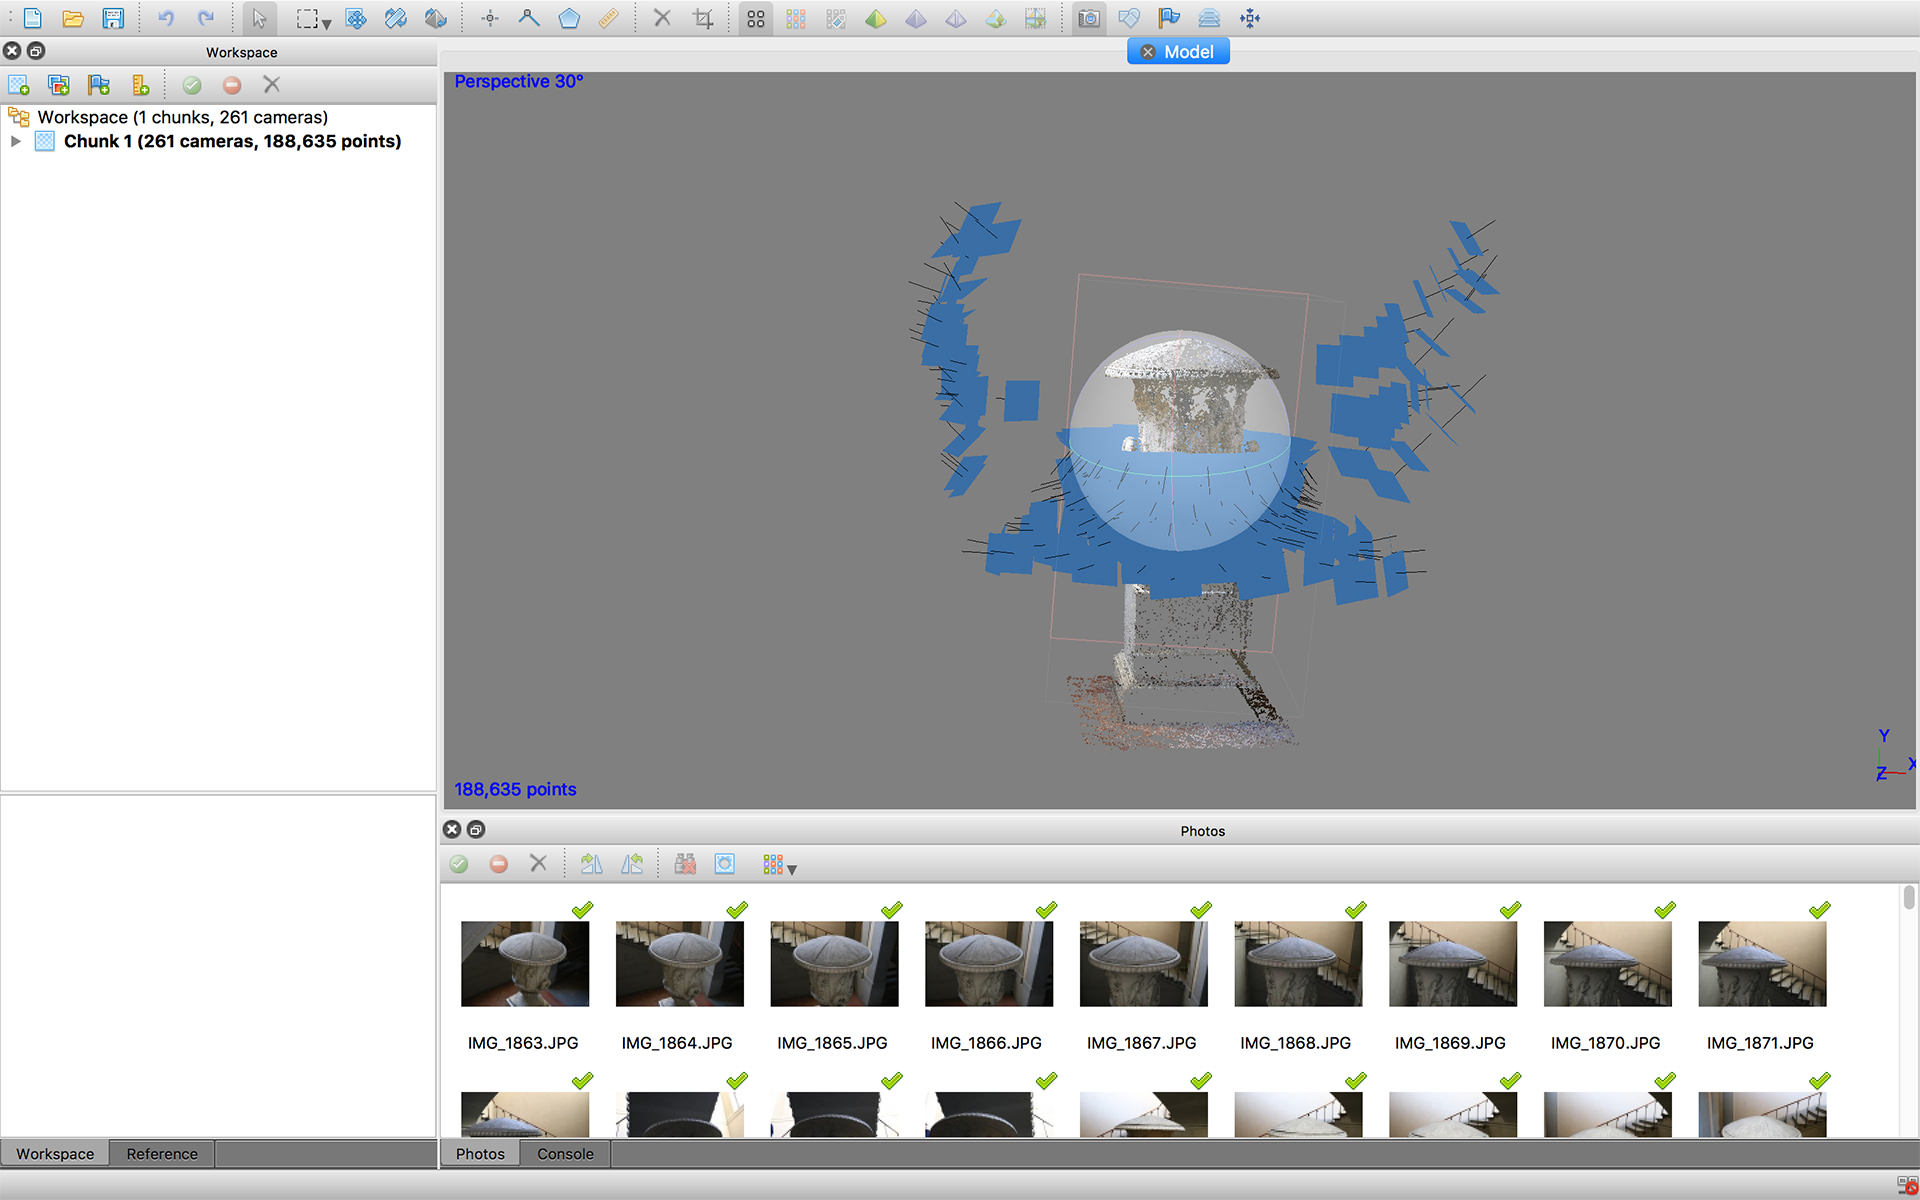 Workspace
Model
Workspace (1 chunks, 261 cameras)
Chunk 1 (261 cameras, 188,635 points)
Perspective 30°
Y
X
Z
188,635 points
Photos
IMG_1863.JPG
IMG_1864.JPG
IMG_1865.JPG
IMG_1866.JPG
IMG_1867.JPG
IMG_1868.JPG
IMG_1869.JPG
IMG_1870.JPG
IMG_1871.JPG
Workspace
Reference
Photos
Console